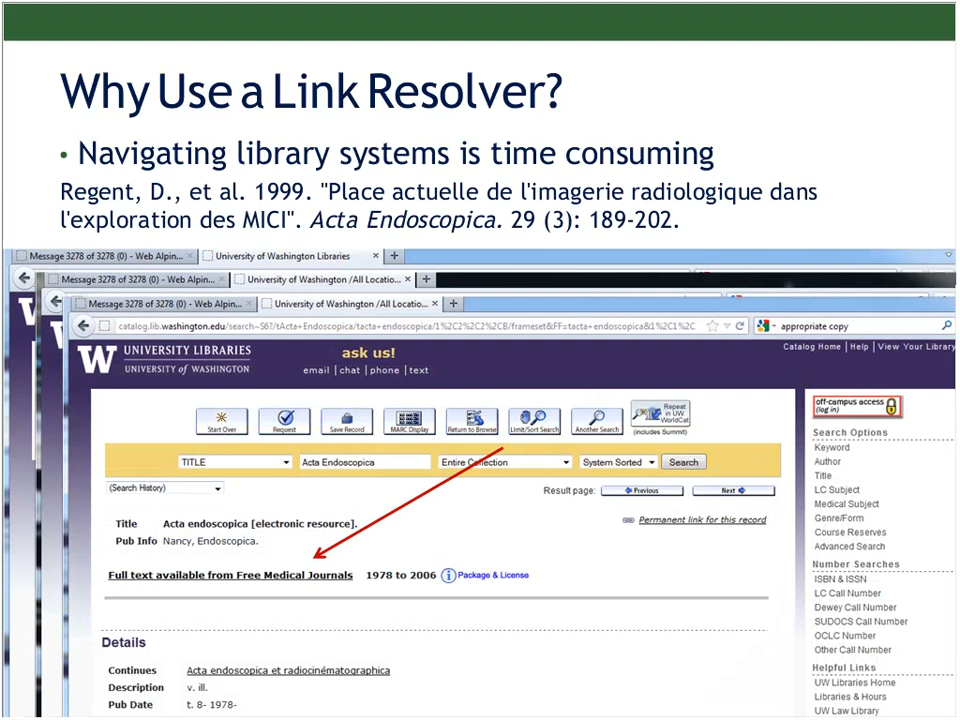 Why Use a Link Resolver?
• Navigating library systems is time consuming
Regent, D., et al. 1999. "Place actuelle de l'imagerie radiologique dans
l'exploration des MICI". Acta Endoscopica. 29 (3): 189-202.
Message 3278 of 3278 (0) - Web Alpin... × University of Washington Libraries × +
Message 3278 of 3278 (0) - Web Alpin... × University of Washington /All Locatio... × +
Message 3278 of 3278 (0) - Web Alpin... × University of Washington /All Locatio... × +
catalog.lib.washington.edu/search~S6?/tActa+Endoscopica/tacta+endoscopica/1%2C2%2C2%2CB/frameset&FF=tacta+endoscopica&1%2C1%2C appropriate copy
Catalog Home | Help | View Your Library
W UNIVERSITY LIBRARIES
UNIVERSITY of WASHINGTON
ask us!
email | chat | phone | text
off-campus access
(log in)
Start Over Request Save Record MARC Display Return to Browse Limit/Sort Search Another Search Repeat in UW WorldCat
(includes Summit)
TITLE Acta Endoscopica Entire Collection System Sorted Search
(Search History) Result page: Previous Next
Title Acta endoscopica [electronic resource].
Permanent link for this record
Pub Info Nancy, Endoscopica.
Full text available from Free Medical Journals 1978 to 2006 i Package & License
Details
Continues Acta endoscopica et radiocinématographica
Description v. ill.
Pub Date t. 8- 1978-
Search Options
Keyword
Author
Title
LC Subject
Medical Subject
Genre/Form
Course Reserves
Advanced Search
Number Searches
ISBN & ISSN
LC Call Number
Dewey Call Number
SUDOCS Call Number
OCLC Number
Other Call Number
Helpful Links
UW Libraries Home
Libraries & Hours
UW Law Library